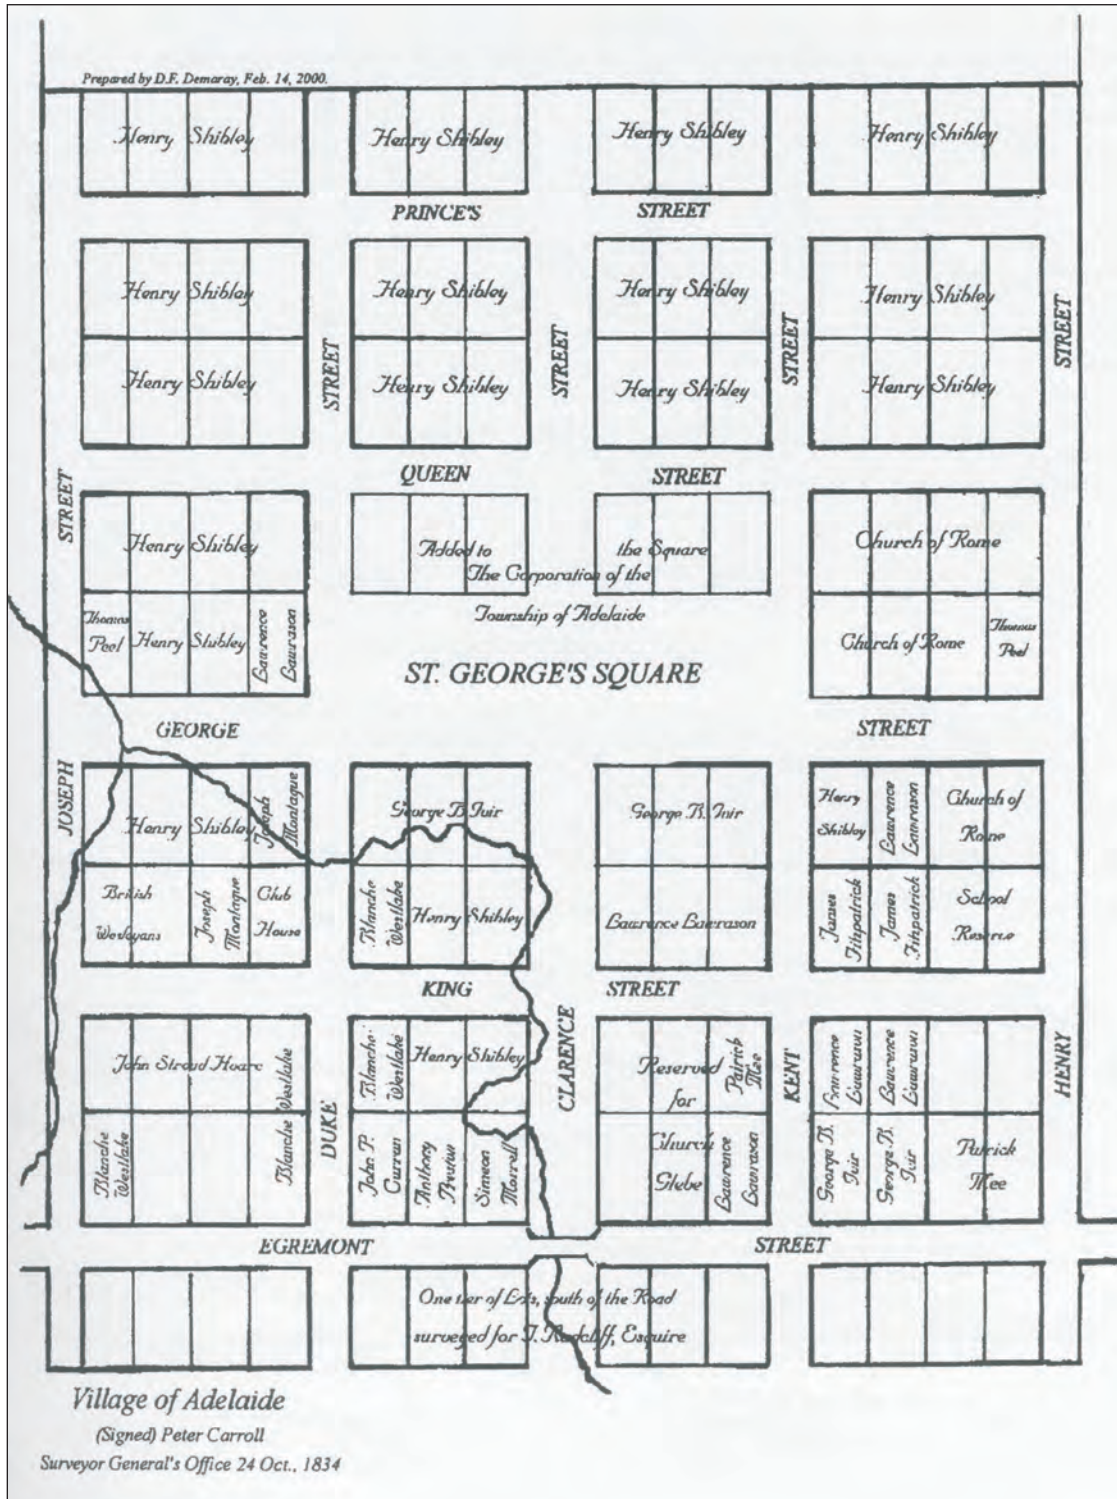 Prepared by D.F. Demaray, Feb. 14, 2000.
Henry Shibley
Henry Shibley
Henry Shibley
Henry Shibley
PRINCE'S STREET
Henry Shibley
Henry Shibley
Henry Shibley
Henry Shibley
STREET
STREET
STREET
STREET
Henry Shibley
Henry Shibley
Henry Shibley
Henry Shibley
QUEEN STREET
STREET
Henry Shibley
Added to the Square
The Corporation of the
Township of Adelaide
Church of Rome
Thomas Peel
Henry Shibley
Lawrence Lawrason
Church of Rome
Thomas Peel
ST. GEORGE'S SQUARE
GEORGE STREET
JOSEPH
Henry Shibley
Joseph Montague
George B. Tuir
George B. Tuir
Henry Shibley
Lawrence Lawrason
Church of Rome
British Wesleyans
Joseph Montague
Club House
Blanche Westlake
Henry Shibley
Lawrence Lawrason
James Fitzpatrick
James Fitzpatrick
School Reserve
KING STREET
John Stroud Hoare
Blanche Westlake
Blanche Westlake
Henry Shibley
CLARENCE
Reserved for
Patrick Mee
KENT
Lawrence Lawrason
Lawrence Lawrason
HENRY
Blanche Westlake
DUKE
John P. Curran
Anthony
Simeon Morrell
Church Glebe
Lawrence Lawrason
George B. Tuir
George B. Tuir
Patrick Mee
EGREMONT STREET
One tier of Lots, south of the Road
surveyed for T. Radcliff, Esquire
Village of Adelaide
(Signed) Peter Carroll
Surveyor General's Office 24 Oct., 1834